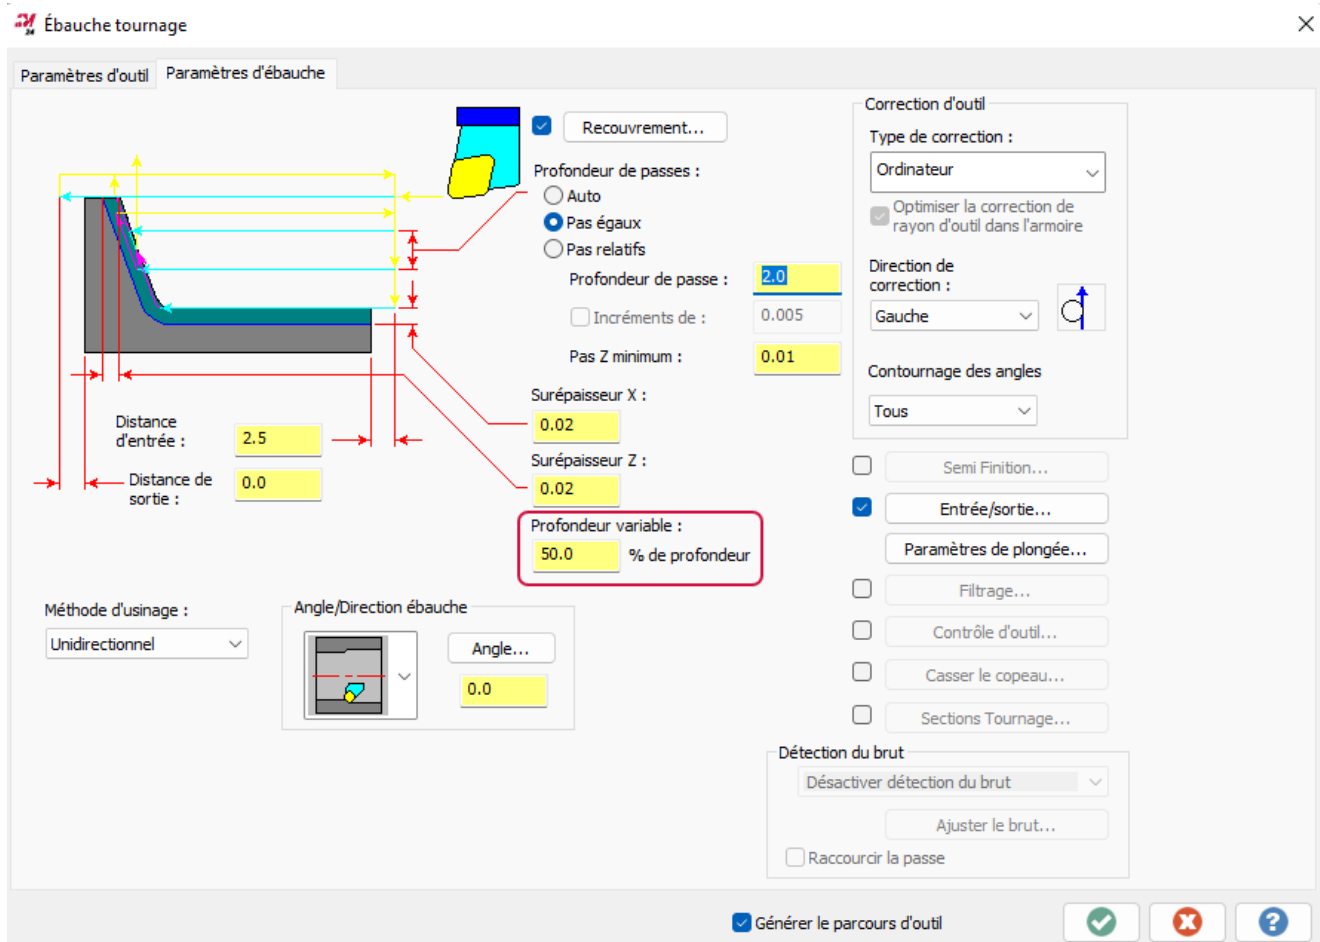 Ébauche tournage
Paramètres d'outil
Paramètres d'ébauche
Recouvrement...
Profondeur de passes :
Auto
Pas égaux
Pas relatifs
Profondeur de passe :
2.0
Incréments de :
0.005
Pas Z minimum :
0.01
Surépaisseur X :
0.02
Surépaisseur Z :
0.02
Profondeur variable :
50.0
% de profondeur
Distance
d'entrée :
2.5
Distance de
sortie :
0.0
Méthode d'usinage :
Unidirectionnel
Angle/Direction ébauche
Angle...
0.0
Correction d'outil
Type de correction :
Ordinateur
Optimiser la correction de
rayon d'outil dans l'armoire
Direction de
correction :
Gauche
Contournage des angles
Tous
Semi Finition...
Entrée/sortie...
Paramètres de plongée...
Filtrage...
Contrôle d'outil...
Casser le copeau...
Sections Tournage...
Détection du brut
Désactiver détection du brut
Ajuster le brut...
Raccourcir la passe
Générer le parcours d'outil